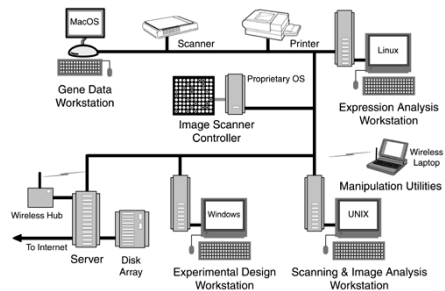 MacOS
Scanner
Printer
Linux
Gene Data
Workstation
Proprietary OS
Expression Analysis
Workstation
Image Scanner
Controller
Wireless
Laptop
Manipulation Utilities
Wireless Hub
Windows
UNIX
To Internet
Server
Disk
Array
Experimental Design
Workstation
Scanning & Image Analysis
Workstation